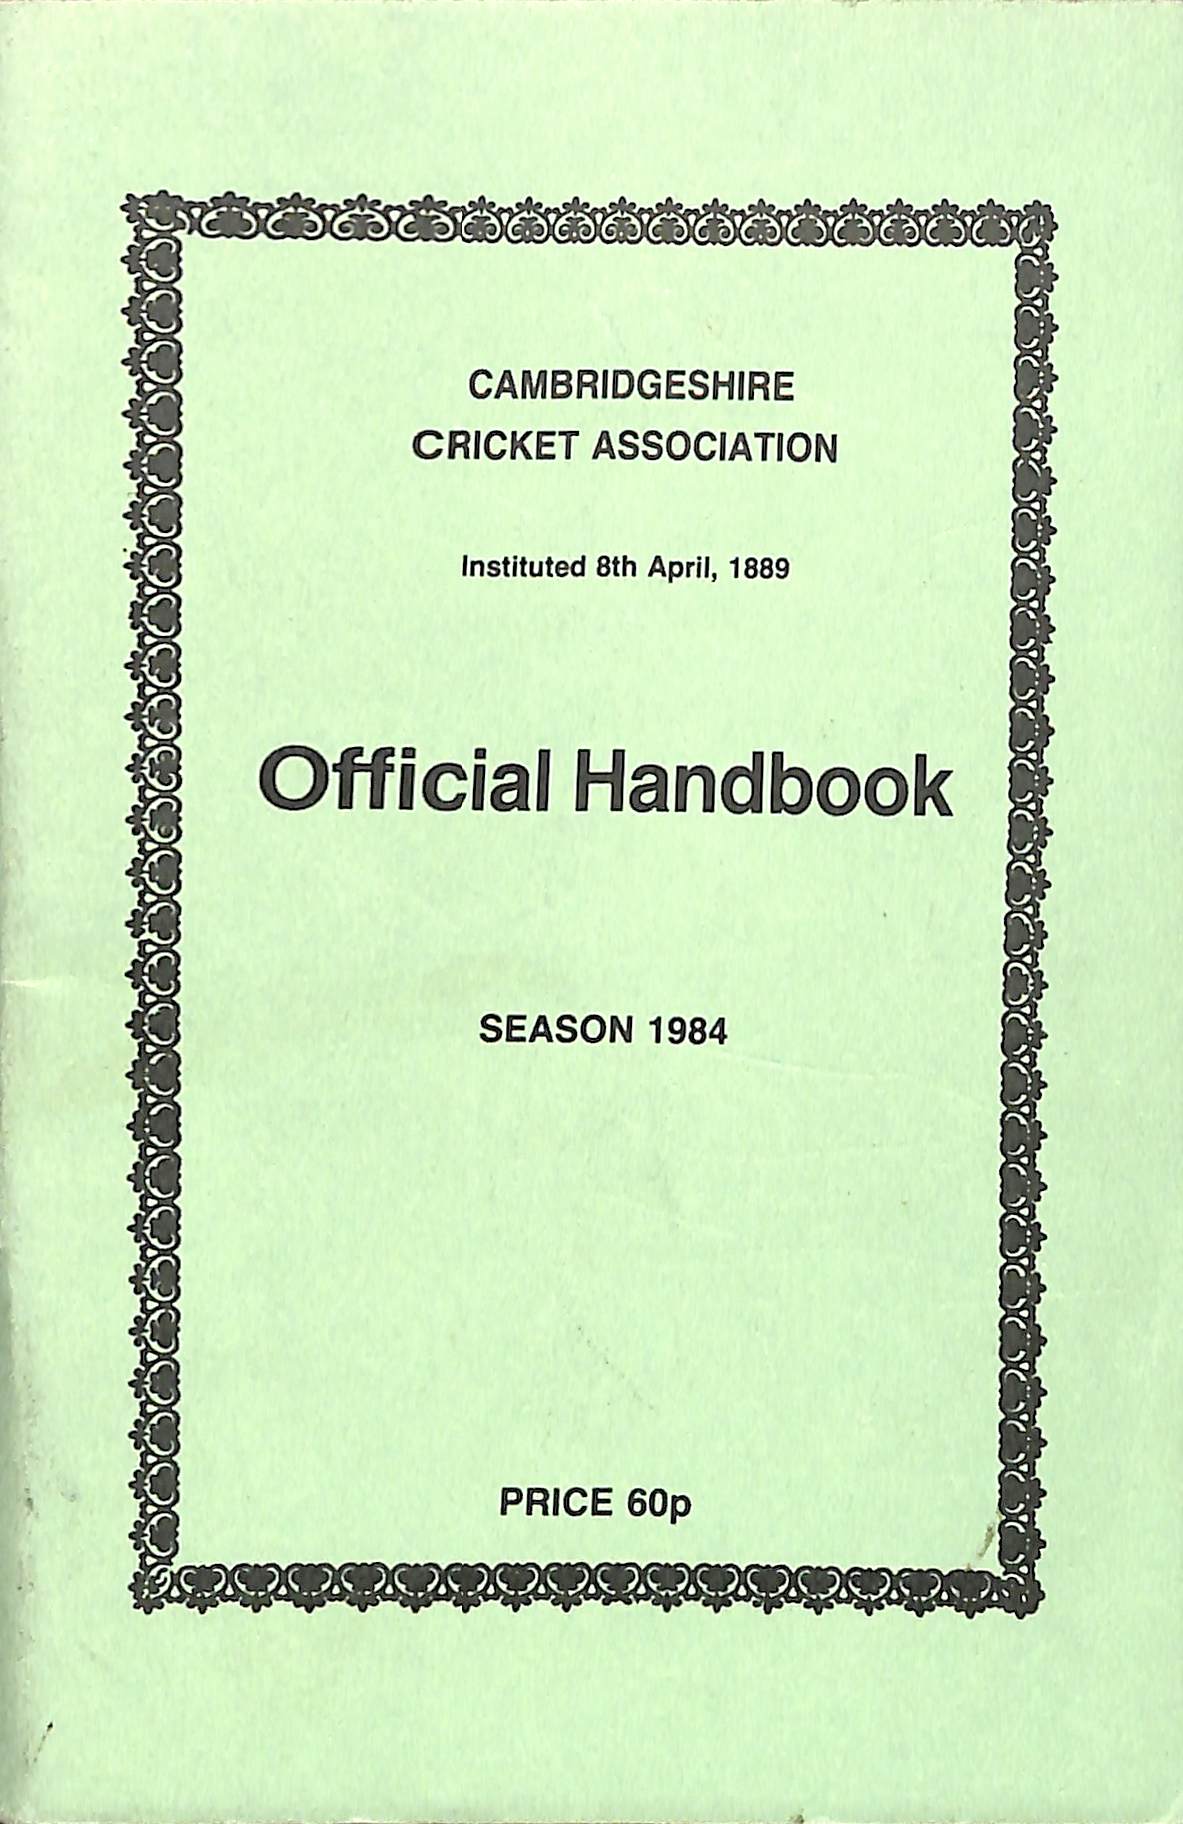 CAMBRIDGESHIRE
CRICKET ASSOCIATION
Instituted 8th April, 1889
Official Handbook
SEASON 1984
PRICE 60p